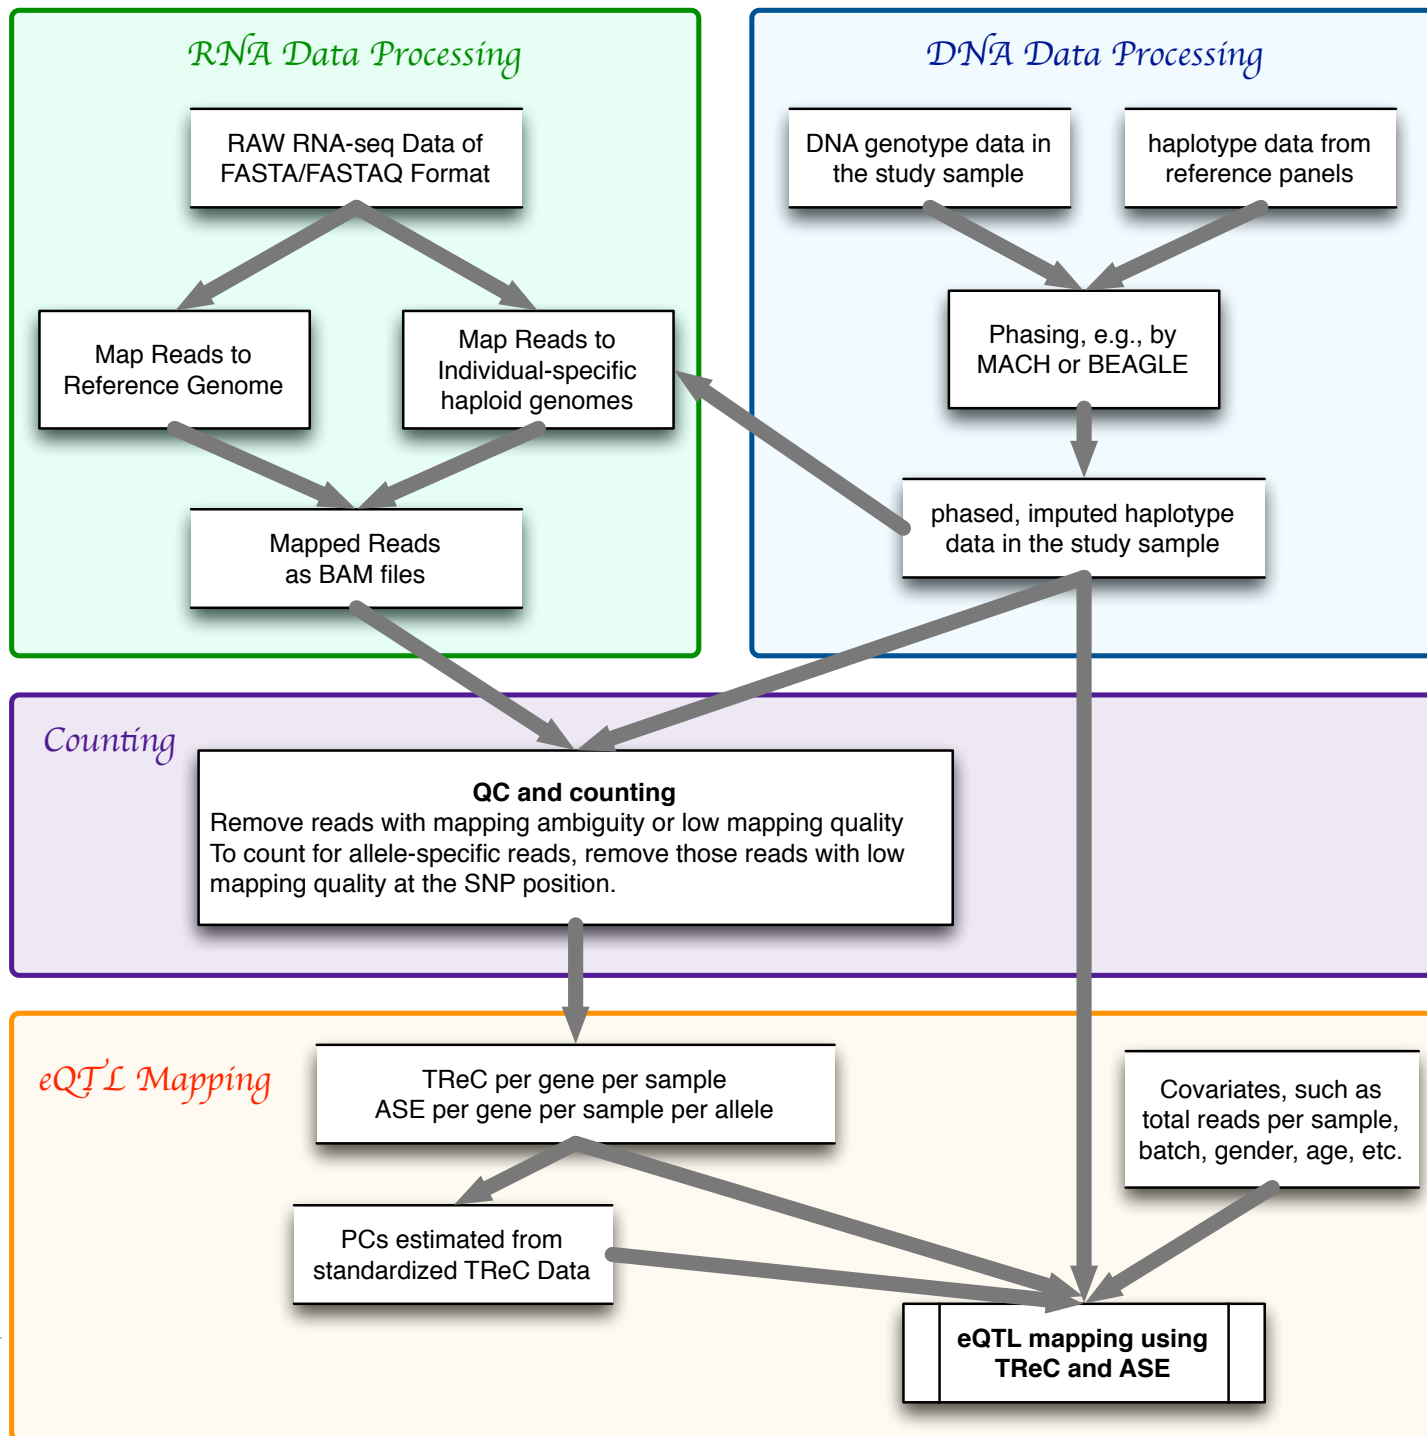 RNA Data Processing
RAW RNA-seq Data of
FASTA/FASTAQ Format
Map Reads to
Reference Genome
Map Reads to
Individual-specific
haploid genomes
Mapped Reads
as BAM files
DNA Data Processing
DNA genotype data in
the study sample
haplotype data from
reference panels
Phasing, e.g., by
MACH or BEAGLE
phased, imputed haplotype
data in the study sample
Counting
QC and counting
Remove reads with mapping ambiguity or low mapping quality
To count for allele-specific reads, remove those reads with low
mapping quality at the SNP position.
eQTL Mapping
TReC per gene per sample
ASE per gene per sample per allele
Covariates, such as
total reads per sample,
batch, gender, age, etc.
PCs estimated from
standardized TReC Data
eQTL mapping using
TReC and ASE